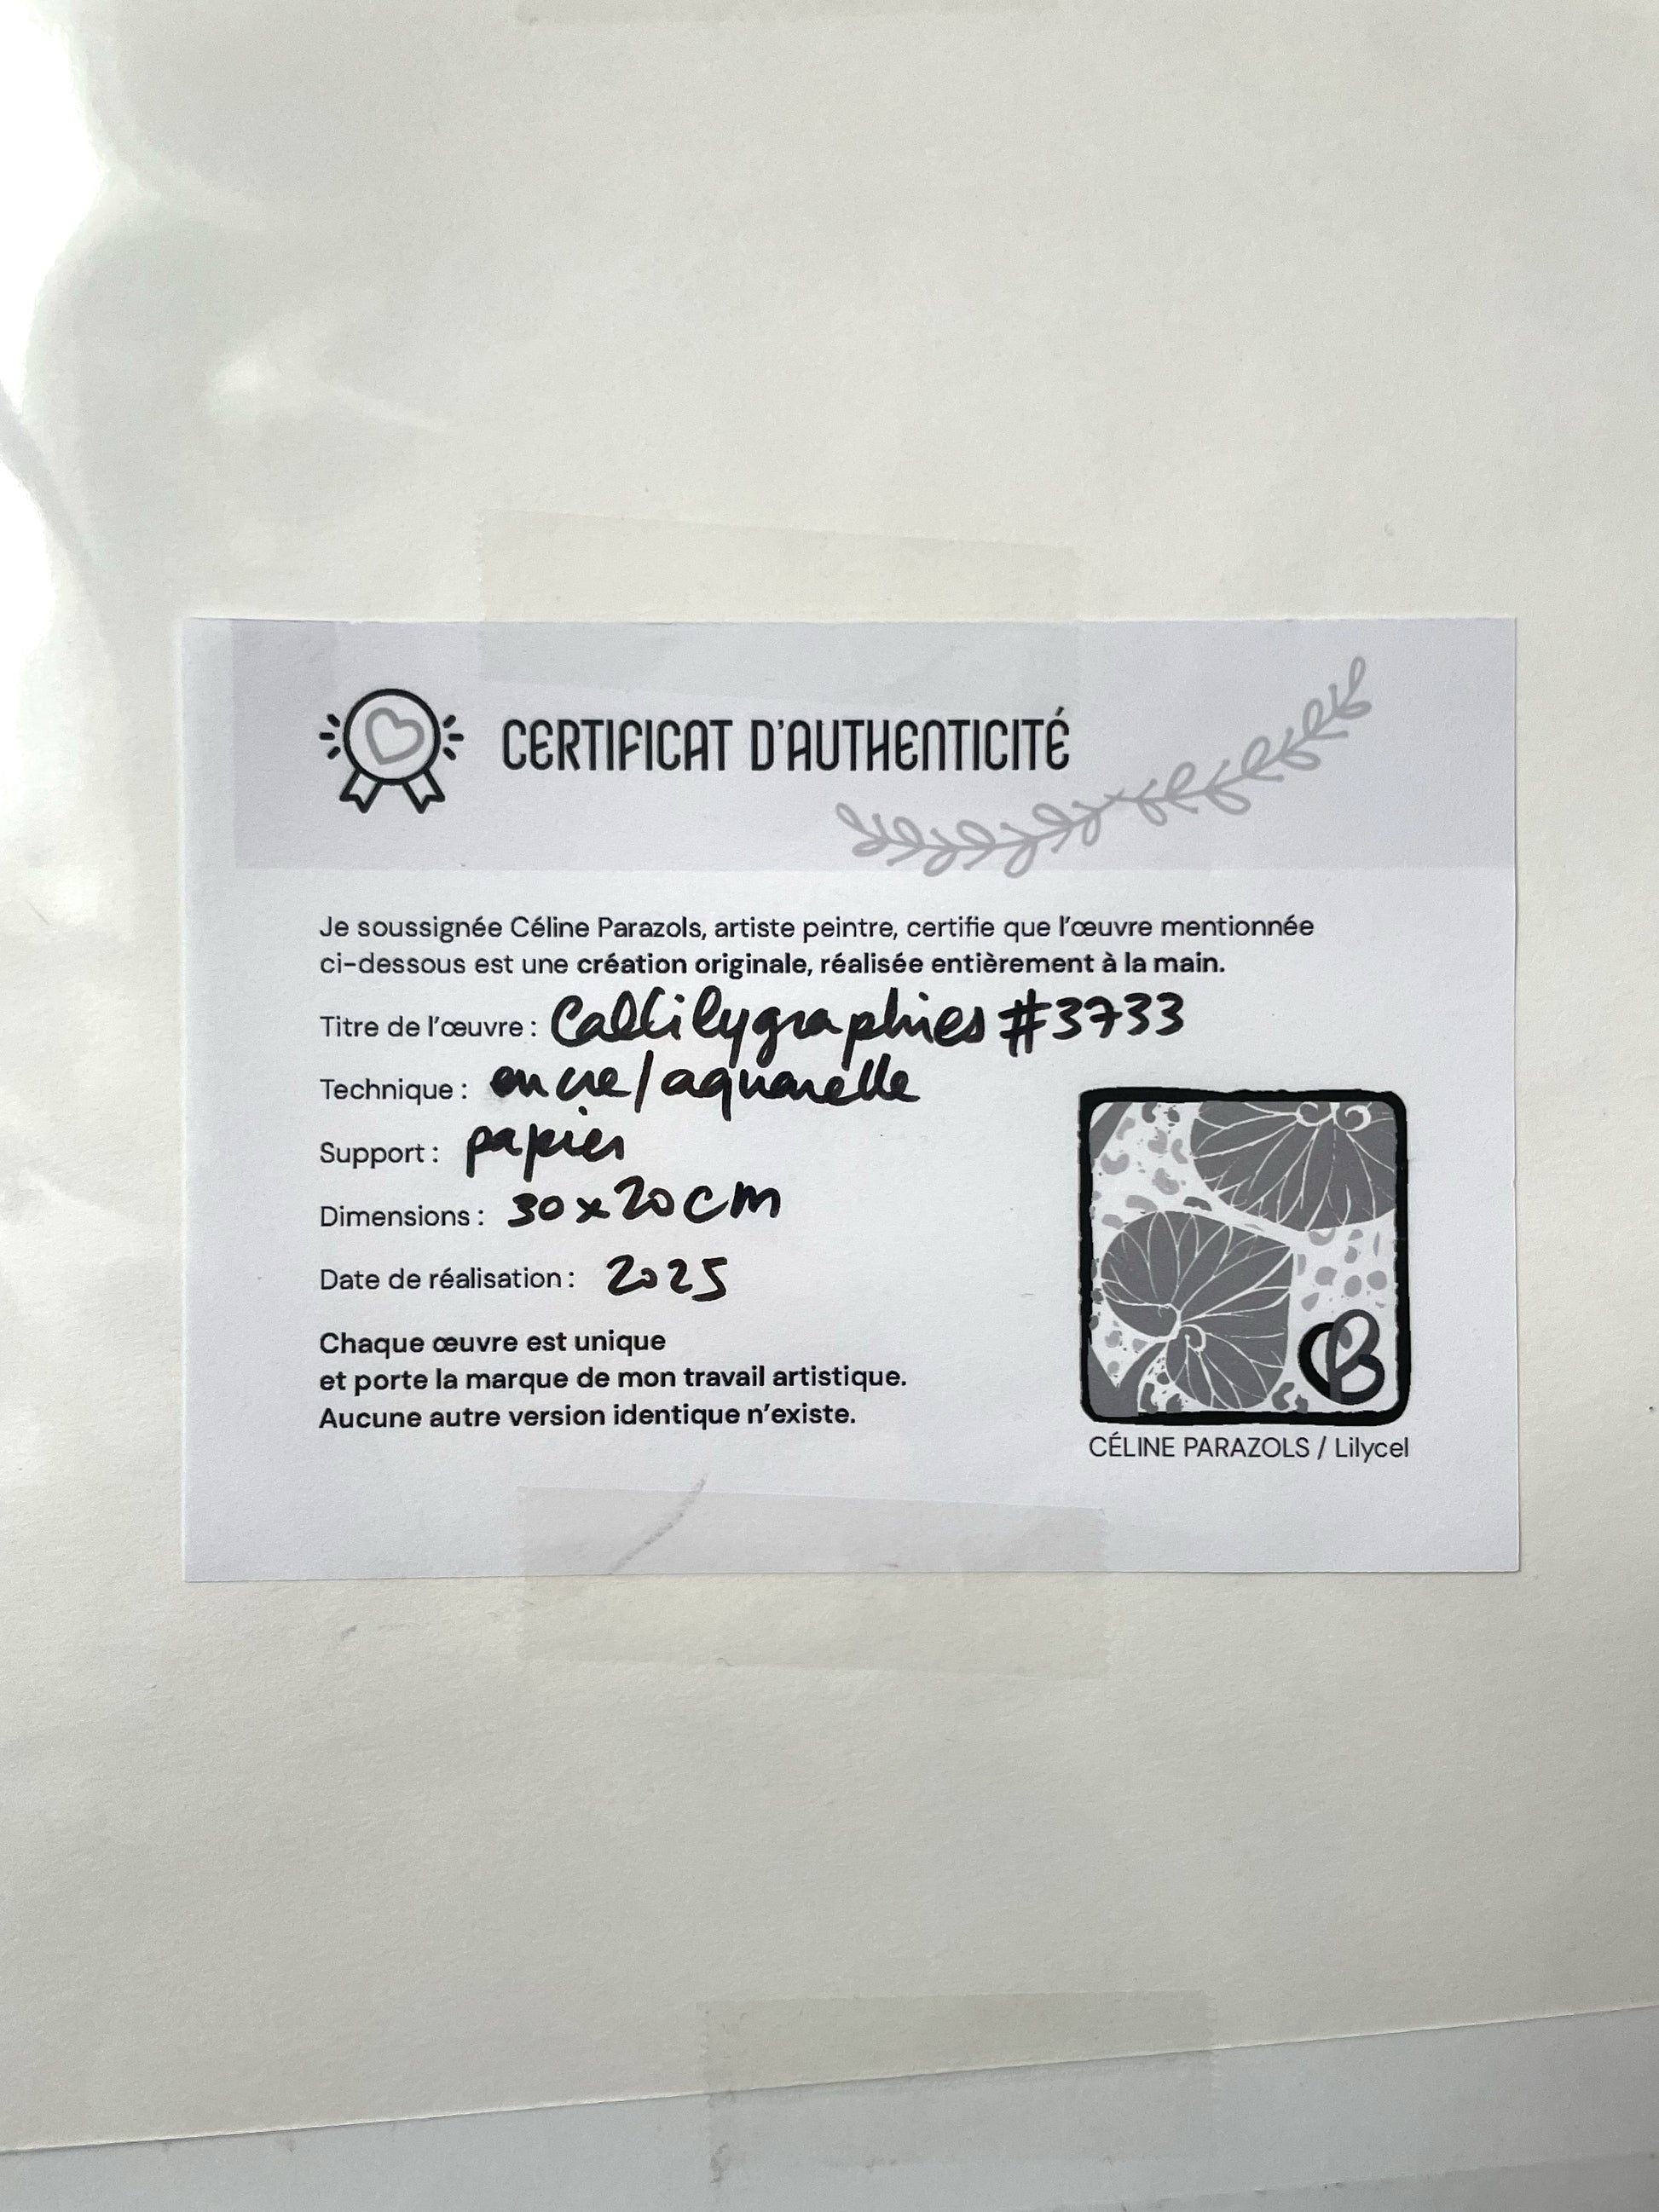 CERTIFICAT D'AUTHENTICITÉ
Je soussignée Céline Parazols, artiste peintre, certifie que l'œuvre mentionnée
ci-dessous est une création originale, réalisée entièrement à la main.
Titre de l'œuvre : Callilygraphies #3733
Technique : encre/aquarelle
Support : papier
Dimensions : 30x20cm
Date de réalisation : 2025
Chaque œuvre est unique
et porte la marque de mon travail artistique.
Aucune autre version identique n'existe.
CÉLINE PARAZOLS / Lilycel